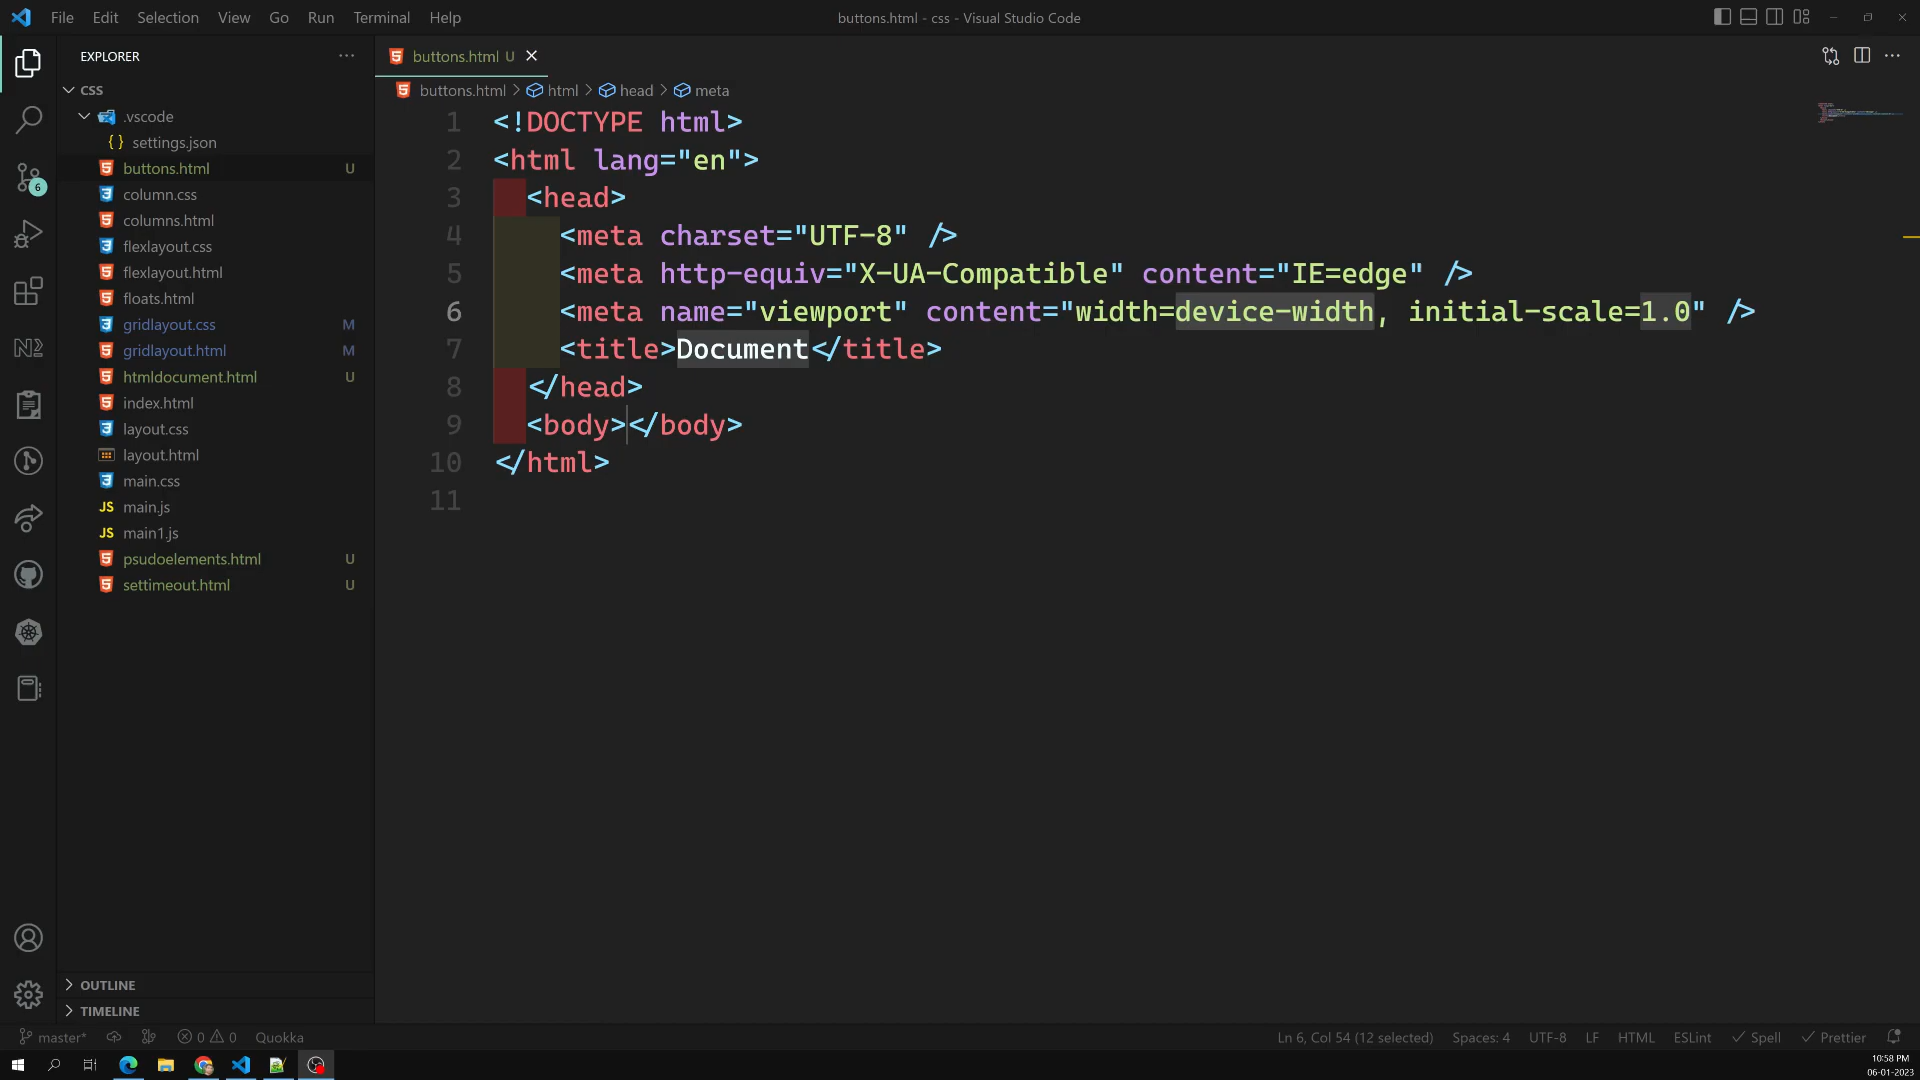 File Edit Selection View Go Run Terminal Help
buttons.html - css - Visual Studio Code
EXPLORER
CSS
.vscode
{ } settings.json
buttons.html U
column.css
columns.html
flexlayout.css
flexlayout.html
floats.html
gridlayout.css M
gridlayout.html M
htmldocument.html U
index.html
layout.css
layout.html
main.css
JS main.js
JS main1.js
psudoelements.html U
settimeout.html U
OUTLINE
TIMELINE
6
buttons.html U
buttons.html > html > head > meta
1 <!DOCTYPE html>
2 <html lang="en">
3 <head>
4 <meta charset="UTF-8" />
5 <meta http-equiv="X-UA-Compatible" content="IE=edge" />
6 <meta name="viewport" content="width=device-width, initial-scale=1.0" />
7 <title>Document</title>
8 </head>
9 <body></body>
10 </html>
11
master* 0 0 Quokka
Ln 6, Col 54 (12 selected) Spaces: 4 UTF-8 LF HTML ESLint Spell Prettier
10:58 PM
06-01-2023